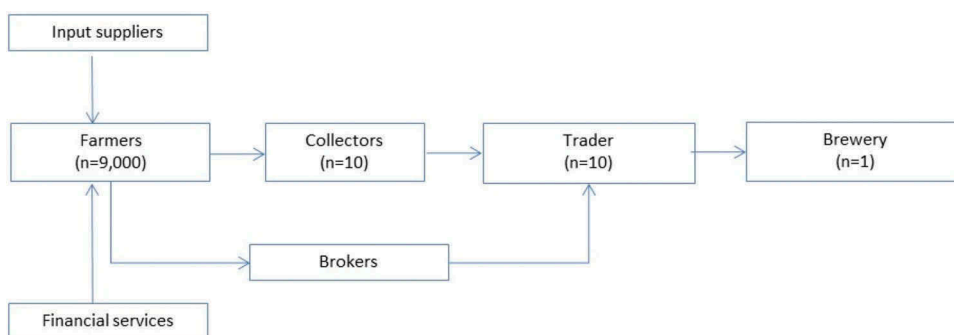 Input suppliers
Farmers
(n=9,000)
Collectors
(n=10)
Trader
(n=10)
Brewery
(n=1)
Brokers
Financial services